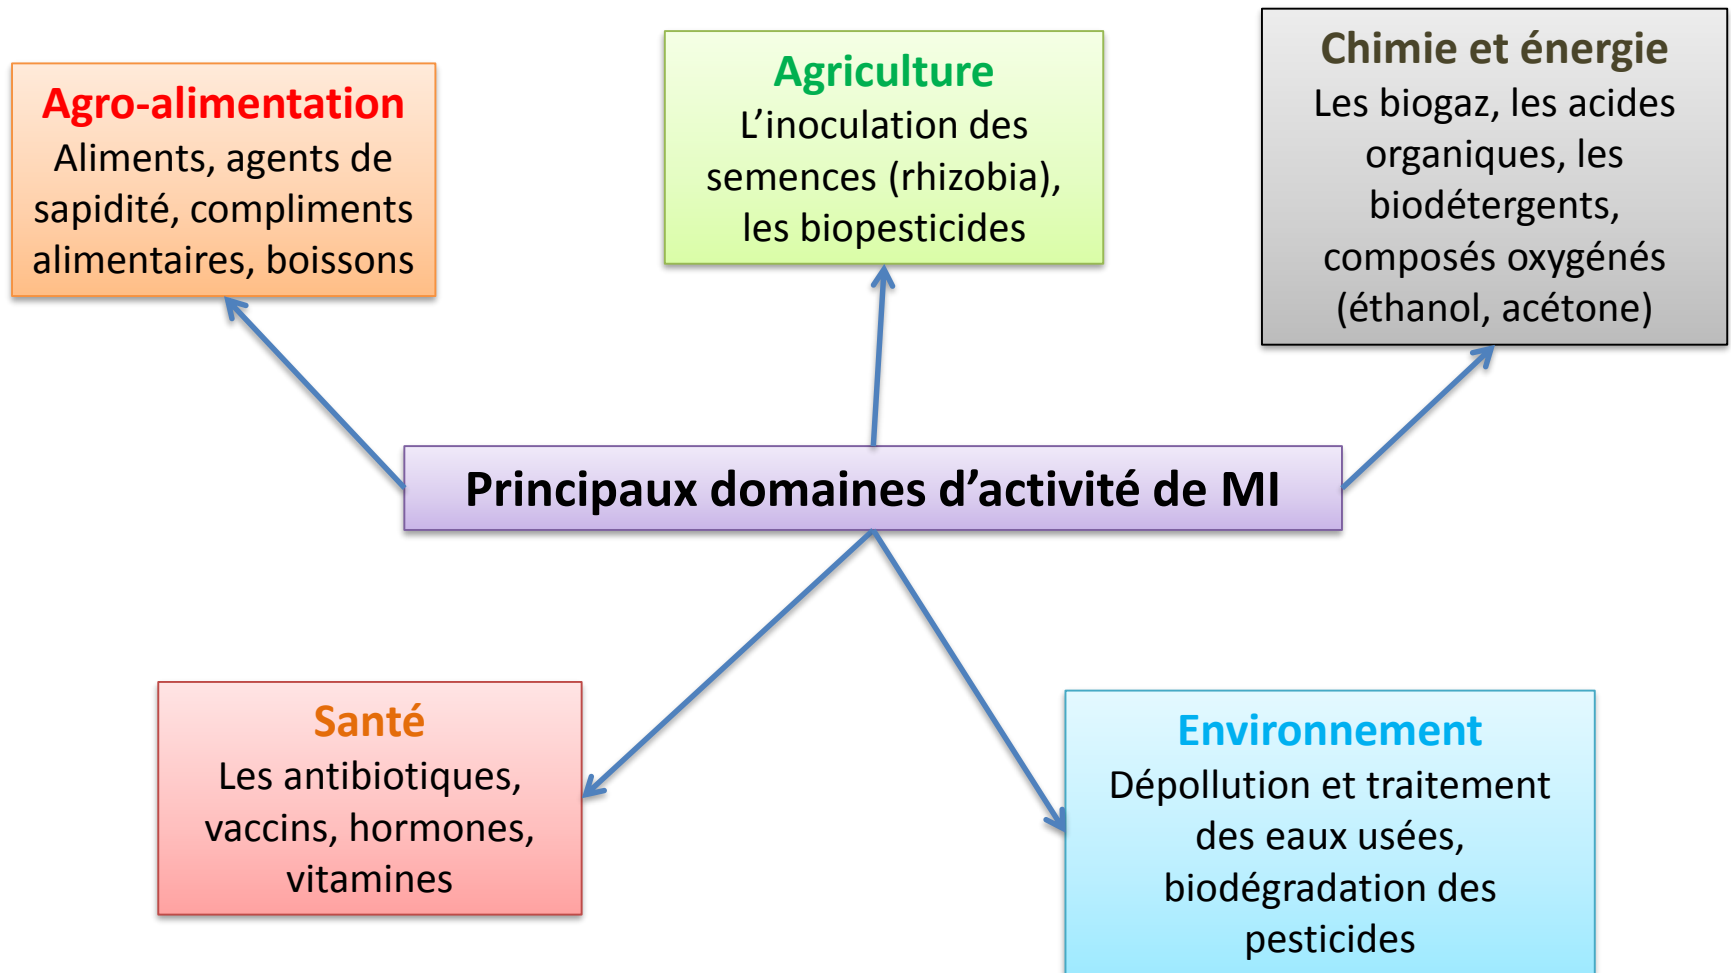 Agro-alimentation
Aliments, agents de
sapidité, compliments
alimentaires, boissons
Agriculture
L’inoculation des
semences (rhizobia),
les biopesticides
Chimie et énergie
Les biogaz, les acides
organiques, les
biodétergents,
composés oxygénés
(éthanol, acétone)
Principaux domaines d’activité de MI
Santé
Les antibiotiques,
vaccins, hormones,
vitamines
Environnement
Dépollution et traitement
des eaux usées,
biodégradation des
pesticides